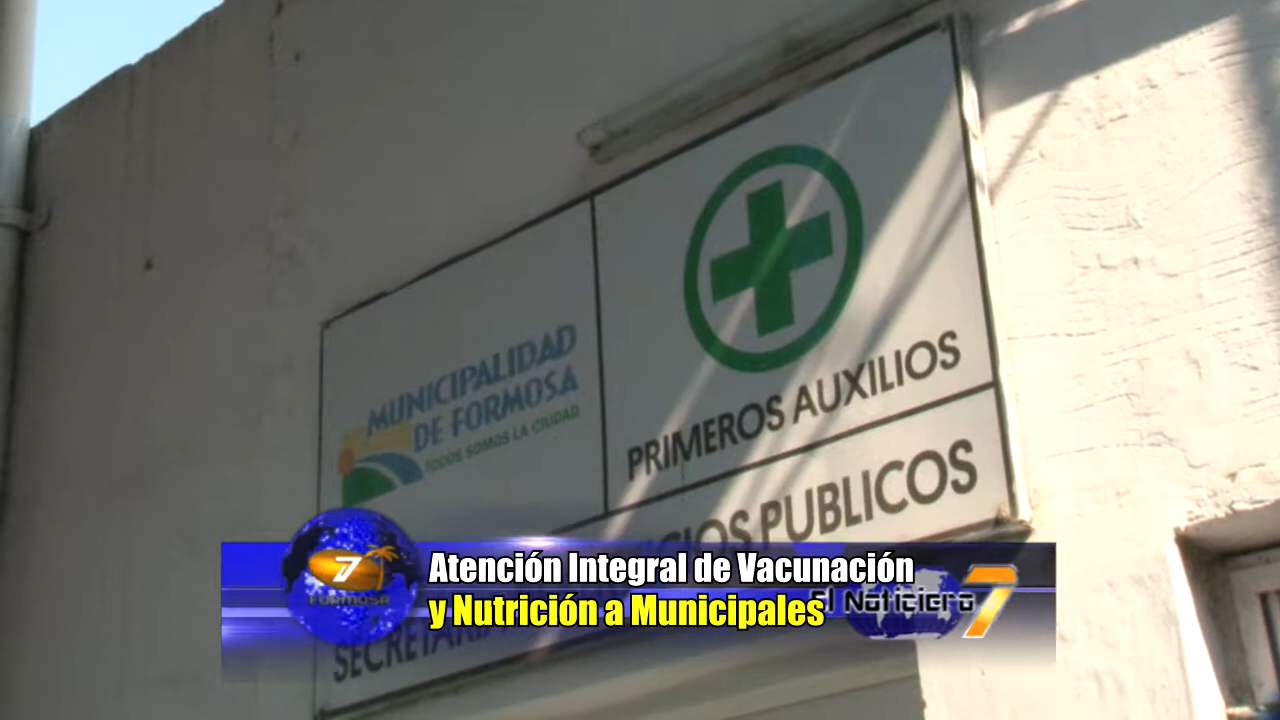 MUNICIPALIDAD
DE FORMOSA
TODOS SOMOS LA CIUDAD
PRIMEROS AUXILIOS
PUBLICOS
7
FORMOSA
Atención Integral de Vacunación
y Nutrición a Municipales
El Noticiero 7